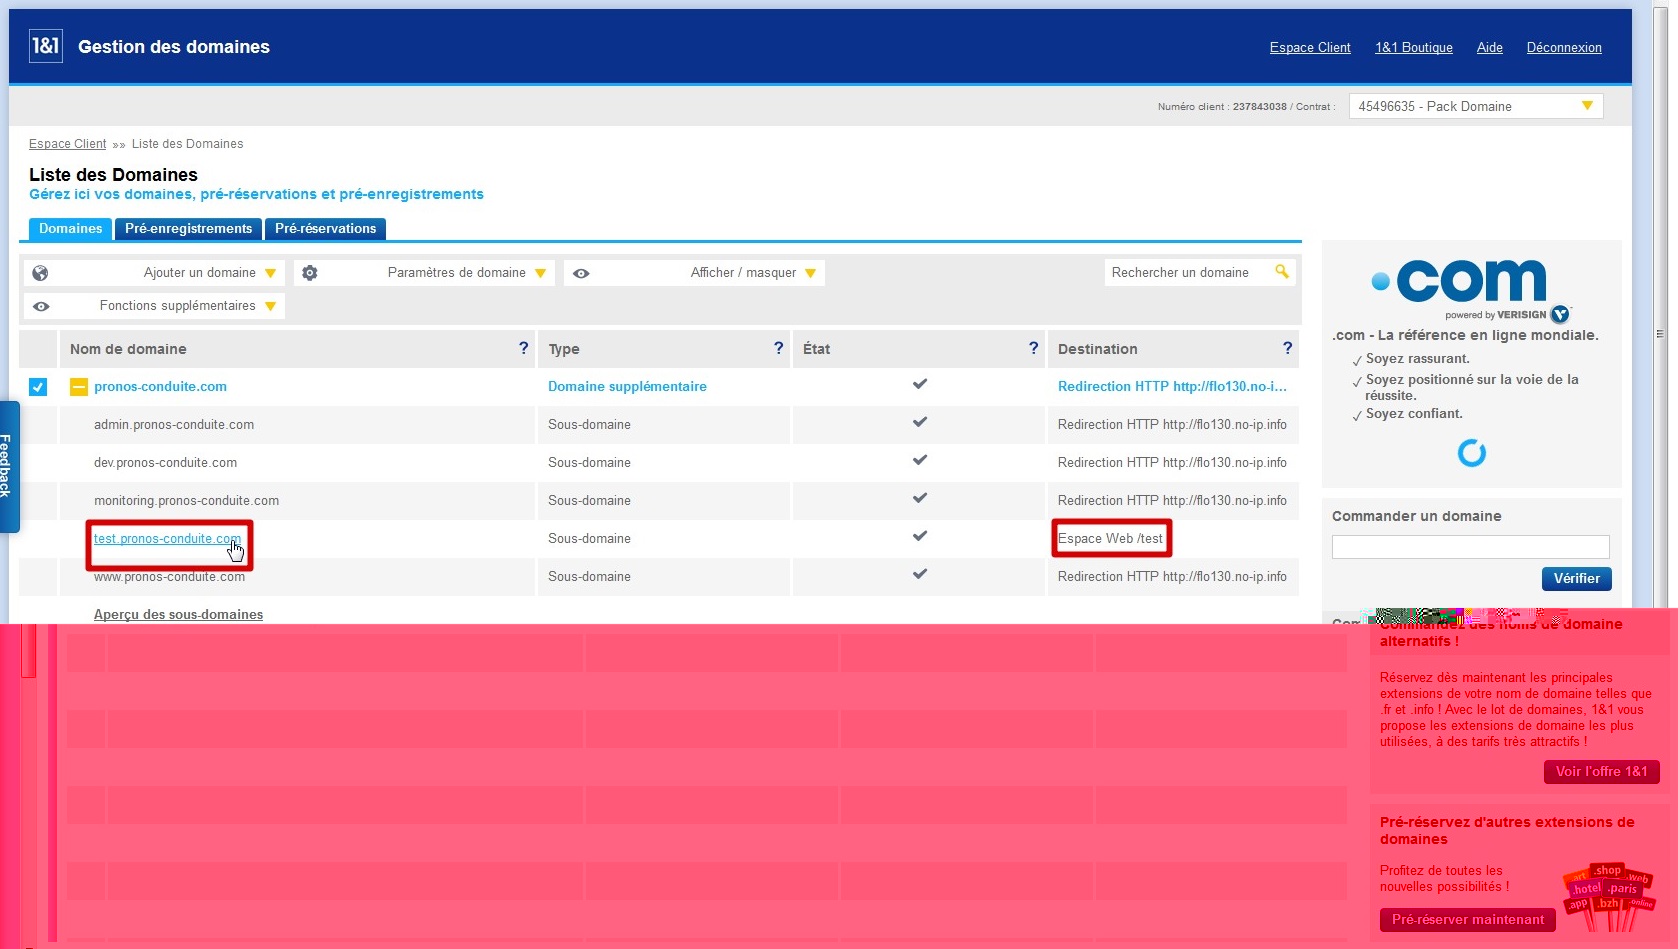 1&1 Gestion des domaines
Espace Client 1&1 Boutique Aide Déconnexion
Numéro client : 237843038 / Contrat : 45496635 - Pack Domaine
Espace Client »» Liste des Domaines
Liste des Domaines
Gérez ici vos domaines, pré-réservations et pré-enregistrements
Domaines Pré-enregistrements Pré-réservations
Ajouter un domaine Paramètres de domaine Afficher / masquer Rechercher un domaine
Fonctions supplémentaires
Nom de domaine ? Type ? État ? Destination ?
pronos-conduite.com Domaine supplémentaire Redirection HTTP http://flo130.no-i...
admin.pronos-conduite.com Sous-domaine Redirection HTTP http://flo130.no-ip.info
dev.pronos-conduite.com Sous-domaine Redirection HTTP http://flo130.no-ip.info
monitoring.pronos-conduite.com Sous-domaine Redirection HTTP http://flo130.no-ip.info
test.pronos-conduite.com Sous-domaine Espace Web /test
www.pronos-conduite.com Sous-domaine Redirection HTTP http://flo130.no-ip.info
Aperçu des sous-domaines
Feedback
.com
powered by VERISIGN
.com - La référence en ligne mondiale.
Soyez rassurant.
Soyez positionné sur la voie de la
réussite.
Soyez confiant.
Commander un domaine
Vérifier
Commandez des noms de domaine
alternatifs !
Réservez dès maintenant les principales
extensions de votre nom de domaine telles que
.fr et .info ! Avec le lot de domaines, 1&1 vous
propose les extensions de domaine les plus
utilisées, à des tarifs très attractifs !
Voir l'offre 1&1
Pré-réservez d'autres extensions de
domaines
Profitez de toutes les
nouvelles possibilités !
.art .shop .web
.hotel .paris
.app .bzh .online
Pré-réserver maintenant